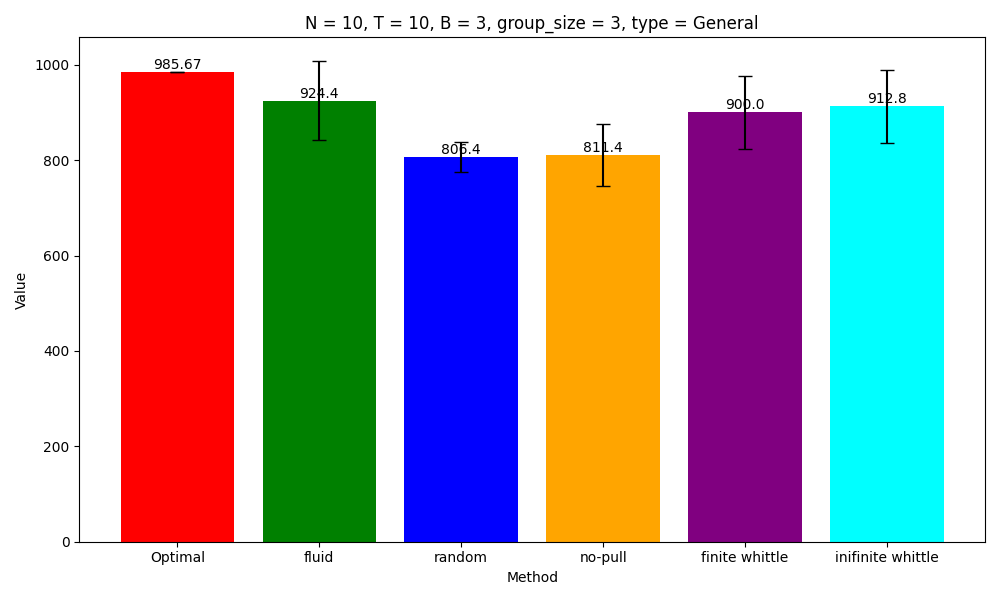 N = 10, T = 10, B = 3, group_size = 3, type = General
Value
1000
800
600
400
200
0
985.67
924.4
806.4
811.4
900.0
912.8
Optimal
fluid
random
no-pull
finite whittle
inifinite whittle
Method